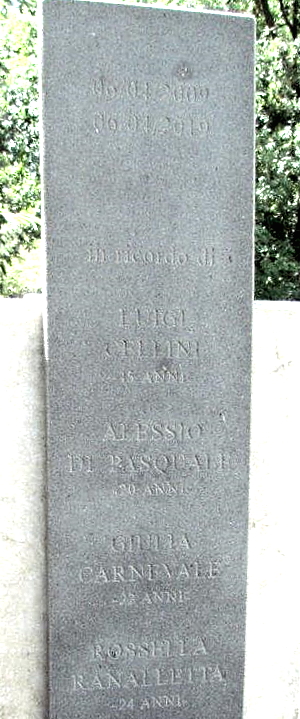 06/04/2009
06/04/2019
in ricordo di
LUIGI
CELLINI
-15 ANNI-
ALESSIO
DI PASQUALE
-20 ANNI-
GIULIA
CARNEVALE
-22 ANNI-
ROSSELLA
RANALLETTA
-24 ANNI-